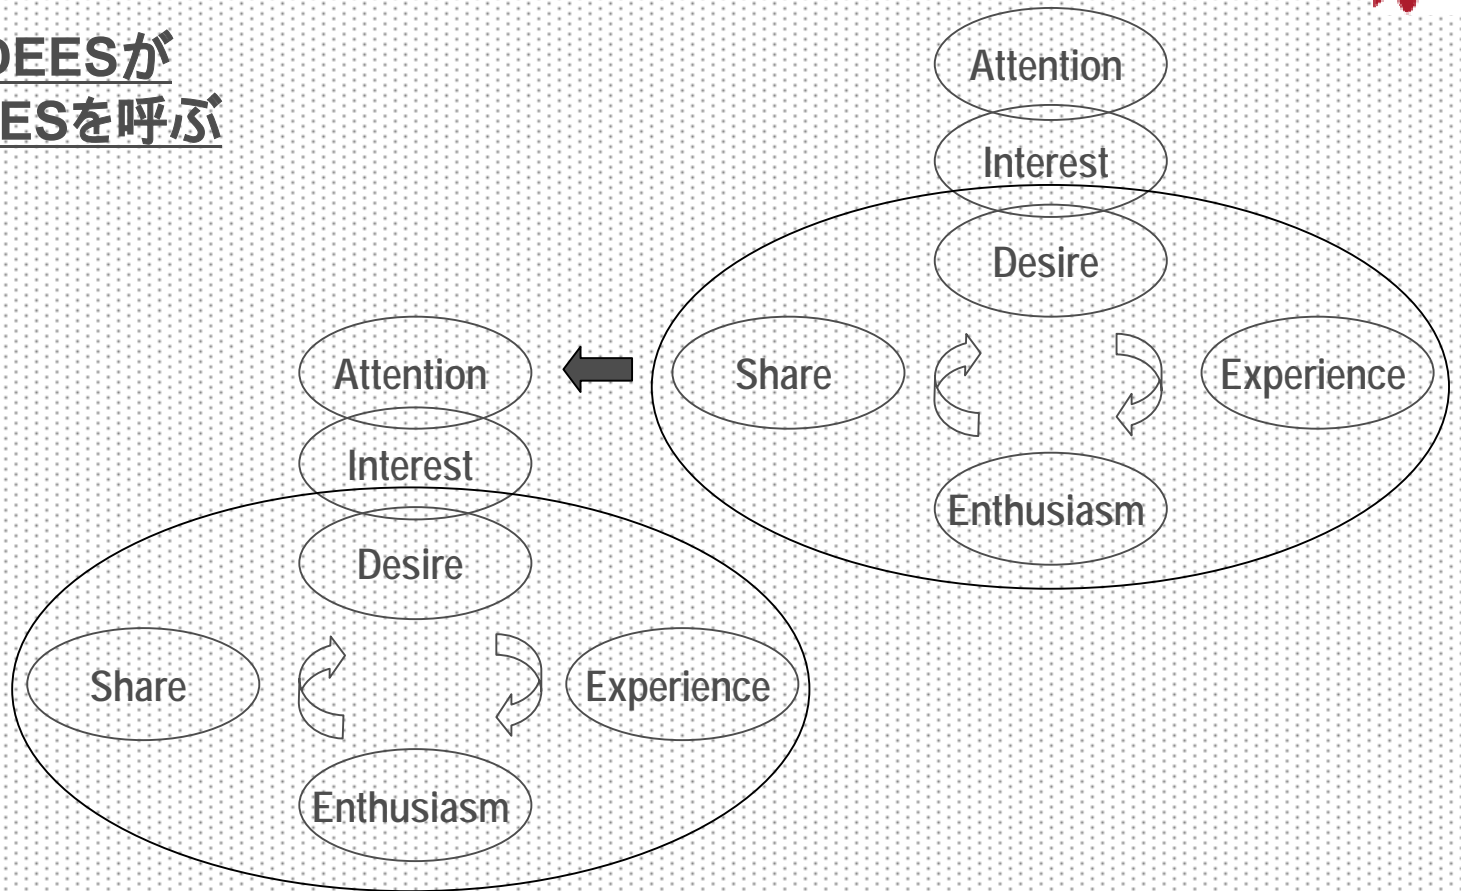 DEESが
ESを呼ぶ
Attention
Interest
Desire
Share
Experience
Enthusiasm
Attention
Interest
Desire
Share
Experience
Enthusiasm